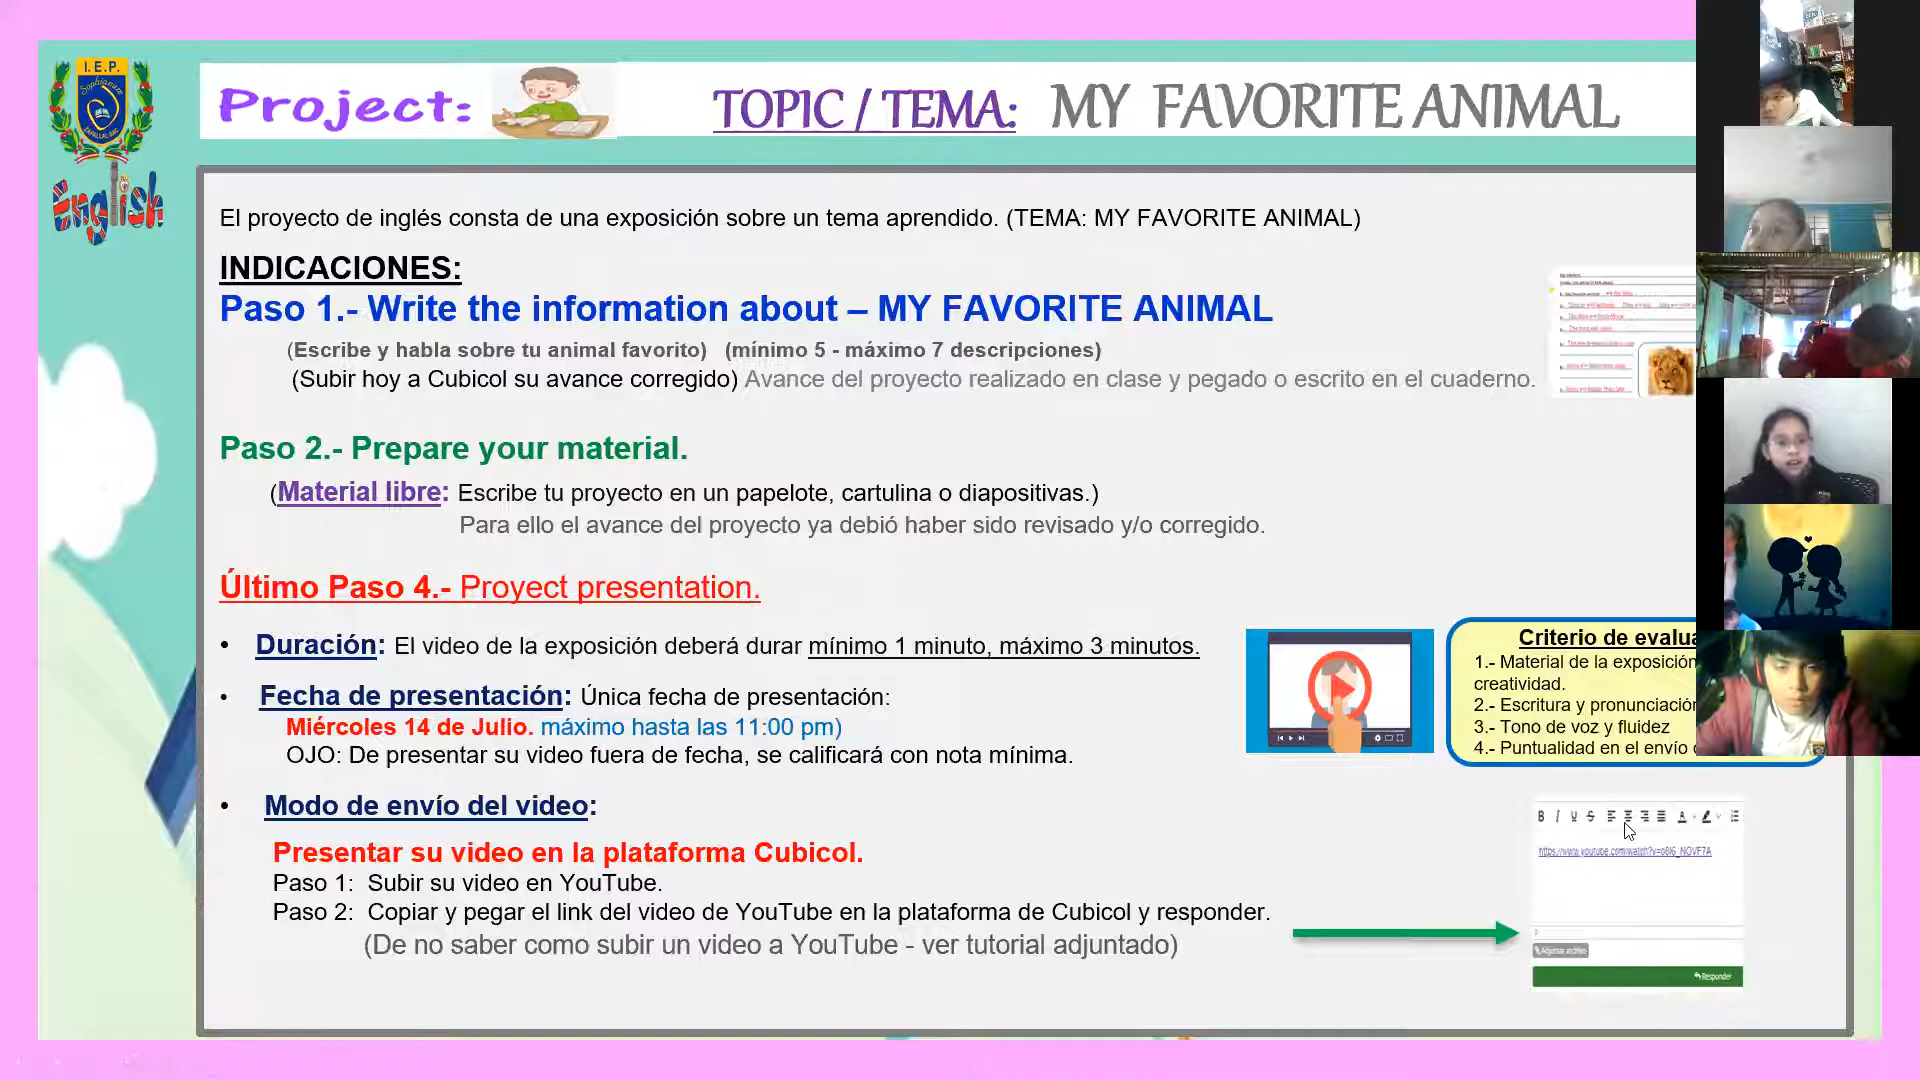 I.E.P.
Sophianum
English
Project:
TOPIC / TEMA: MY FAVORITE ANIMAL
El proyecto de inglés consta de una exposición sobre un tema aprendido. (TEMA: MY FAVORITE ANIMAL)
INDICACIONES:
Paso 1.- Write the information about – MY FAVORITE ANIMAL
(Escribe y habla sobre tu animal favorito) (mínimo 5 - máximo 7 descripciones)
(Subir hoy a Cubicol su avance corregido) Avance del proyecto realizado en clase y pegado o escrito en el cuaderno.
Paso 2.- Prepare your material.
(Material libre: Escribe tu proyecto en un papelote, cartulina o diapositivas.)
Para ello el avance del proyecto ya debió haber sido revisado y/o corregido.
Último Paso 4.- Proyect presentation.
• Duración: El video de la exposición deberá durar mínimo 1 minuto, máximo 3 minutos.
• Fecha de presentación: Única fecha de presentación:
Miércoles 14 de Julio. máximo hasta las 11:00 pm)
OJO: De presentar su video fuera de fecha, se calificará con nota mínima.
Criterio de evalua
1.- Material de la exposición
creatividad.
2.- Escritura y pronunciación
3.- Tono de voz y fluidez
4.- Puntualidad en el envío
• Modo de envío del video:
Presentar su video en la plataforma Cubicol.
Paso 1: Subir su video en YouTube.
Paso 2: Copiar y pegar el link del video de YouTube en la plataforma de Cubicol y responder.
(De no saber como subir un video a YouTube - ver tutorial adjuntado)
B I U S A
Adjuntar archivo
Responder